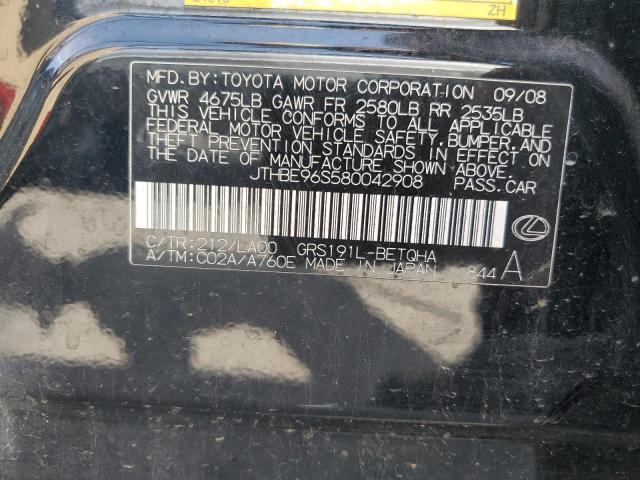 ZH
MFD. BY: TOYOTA MOTOR CORPORATION 09/08
GVWR 4675LB GAWR FR 2580LB RR 2535LB
THIS VEHICLE CONFORMS TO ALL APPLICABLE
FEDERAL MOTOR VEHICLE SAFETY, BUMPER, AND
THEFT PREVENTION STANDARDS IN EFFECT ON
THE DATE OF MANUFACTURE SHOWN ABOVE.
JTHBE96S580042908 PASS.CAR
C/TR:212/LA00 GRS191L-BETQHA
A/TM:C02A/A760E MADE IN JAPAN 844 A